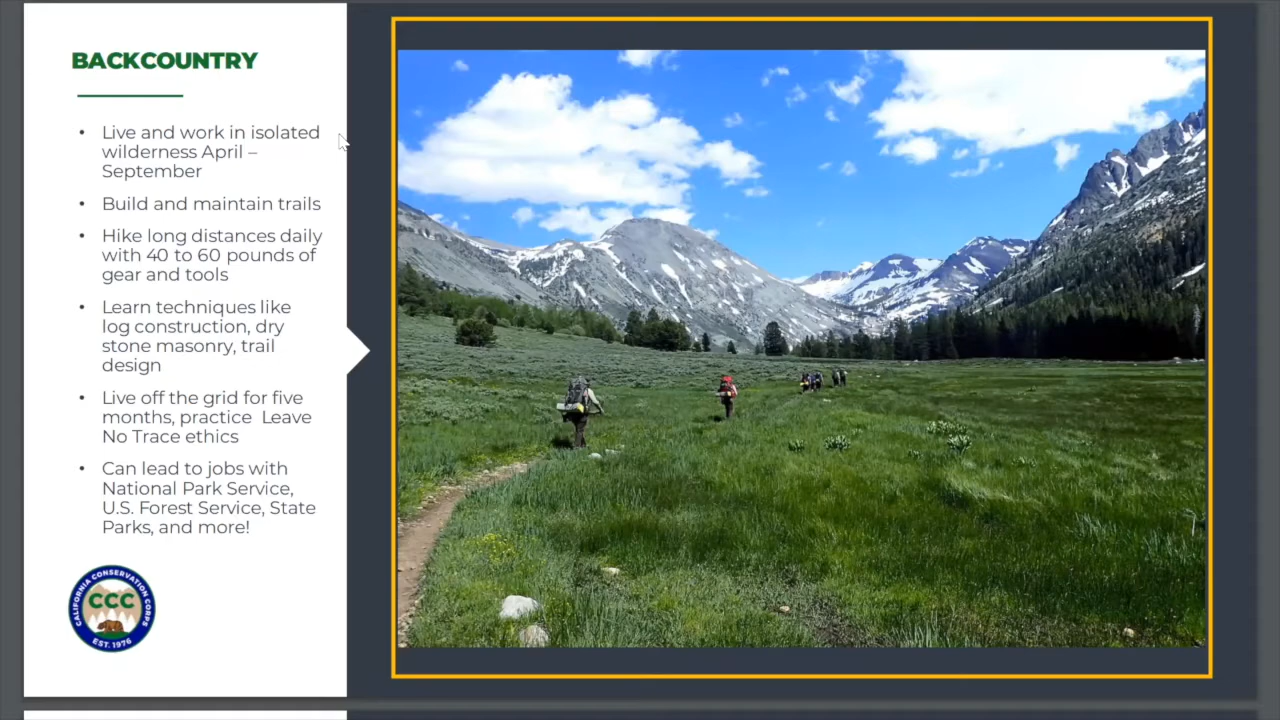 BACKCOUNTRY
• Live and work in isolated
wilderness April –
September
• Build and maintain trails
• Hike long distances daily
with 40 to 60 pounds of
gear and tools
• Learn techniques like
log construction, dry
stone masonry, trail
design
• Live off the grid for five
months, practice  Leave
No Trace ethics
• Can lead to jobs with
National Park Service,
U.S. Forest Service, State
Parks, and more!
CALIFORNIA CONSERVATION CORPS
CCC
EST. 1976